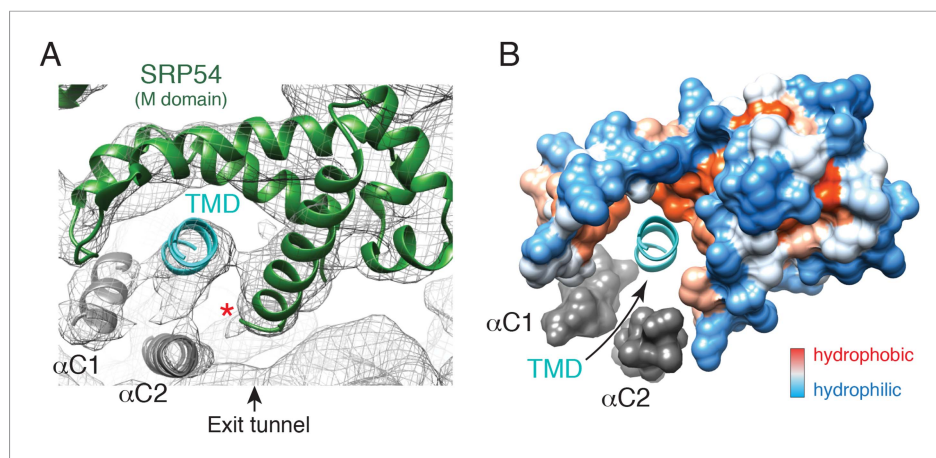 A
SRP54
(M domain)
TMD
*
αC1
αC2
Exit tunnel
B
αC1
TMD
αC2
hydrophobic
hydrophilic